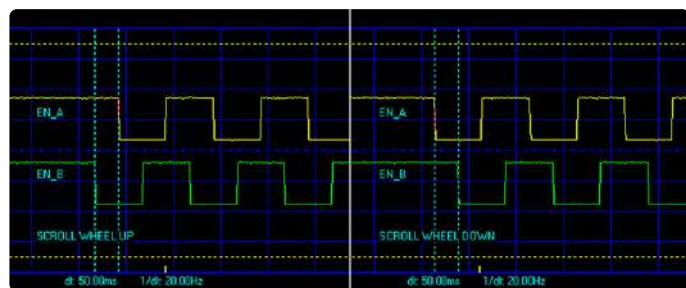 EN_A
EN_B
SCROLL WHEEL UP
dt: 50.00ms 1/dt: 20.00Hz
EN_A
EN_B
SCROLL WHEEL DOWN
dt: 50.00ms 1/dt: 20.00Hz